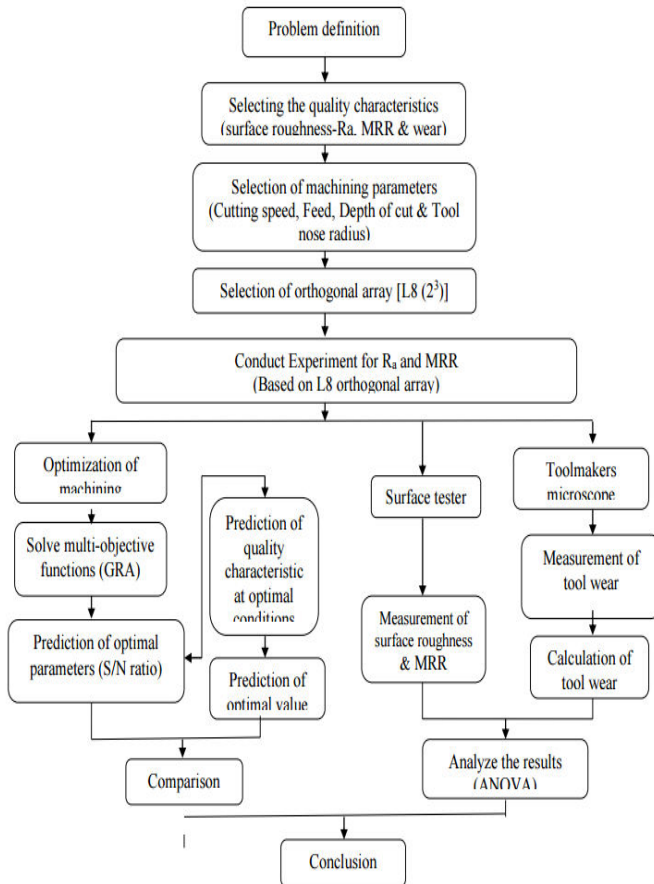 Problem definition
Selecting the quality characteristics
(surface roughness-Ra, MRR & wear)
Selection of machining parameters
(Cutting speed, Feed, Depth of cut & Tool
nose radius)
Selection of orthogonal array [L8 (2³)]
Conduct Experiment for Rₐ and MRR
(Based on L8 orthogonal array)
Optimization of
machining
Solve multi-objective
functions (GRA)
Prediction of optimal
parameters (S/N ratio)
Prediction of
quality
characteristic
at optimal
conditions
Prediction of
optimal value
Comparison
Surface tester
Measurement of
surface roughness
& MRR
Toolmakers
microscope
Measurement of
tool wear
Calculation of
tool wear
Analyze the results
(ANOVA)
Conclusion